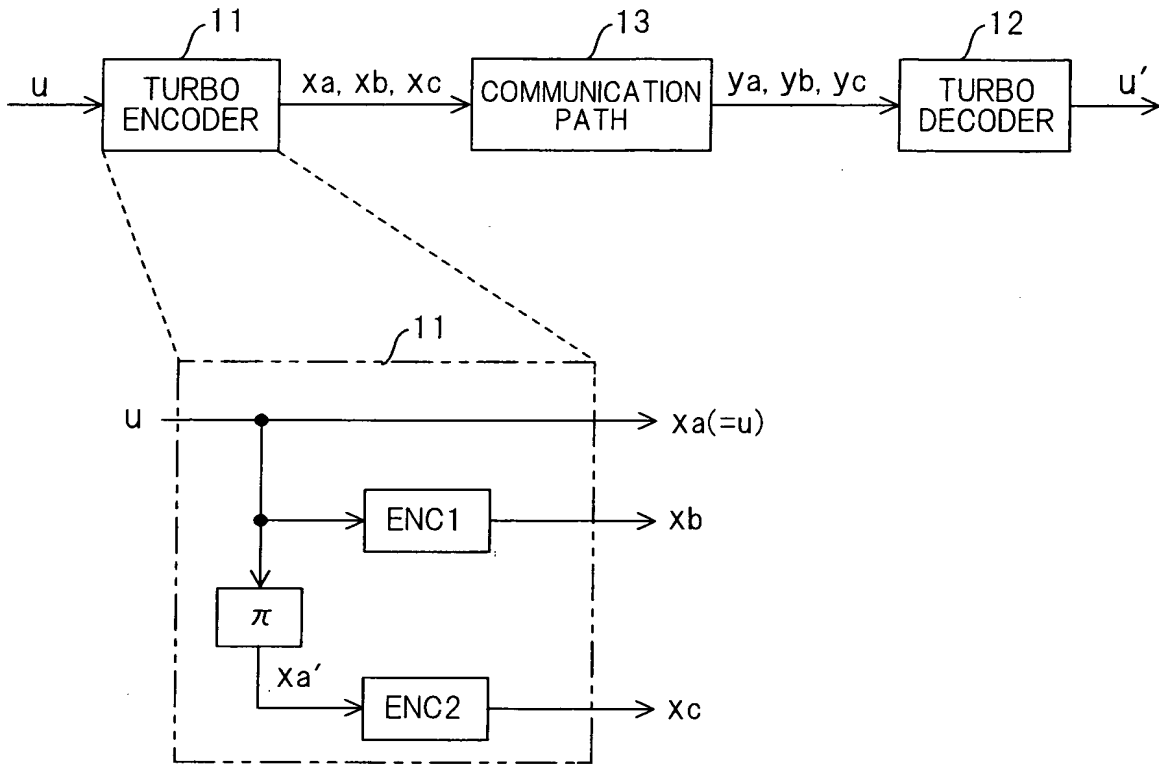 11
13
12
u
TURBO
ENCODER
xa, xb, xc
COMMUNICATION
PATH
ya, yb, yc
TURBO
DECODER
u′
11
u
xa(=u)
ENC1
xb
π
xa′
ENC2
xc